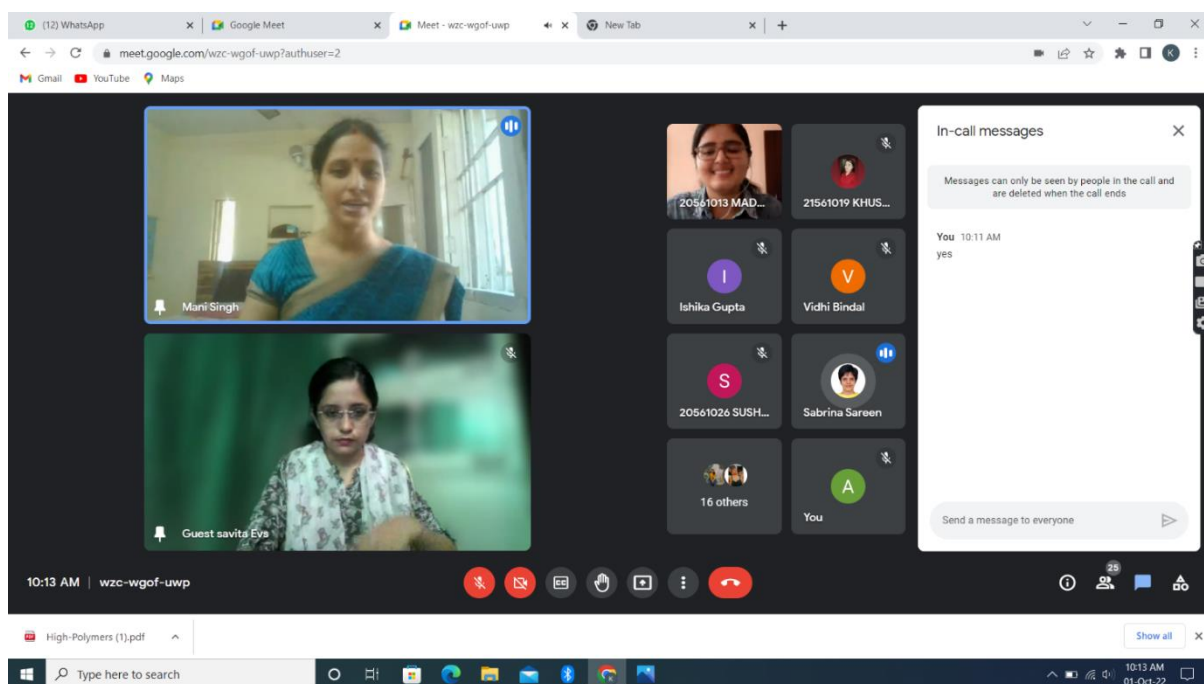 (12) WhatsApp
Google Meet
Meet - wzc-wgof-uwp
New Tab
meet.google.com/wzc-wgof-uwp?authuser=2
K
Gmail
YouTube
Maps
Mani Singh
Guest savita Evs
20561013 MAD...
21561019 KHUS...
I
Ishika Gupta
V
Vidhi Bindal
S
20561026 SUSH...
Sabrina Sareen
16 others
A
You
In-call messages
Messages can only be seen by people in the call and
are deleted when the call ends
You 10:11 AM
yes
Send a message to everyone
10:13 AM | wzc-wgof-uwp
CC
25
High-Polymers (1).pdf
Show all
Type here to search
10:13 AM
01-Oct-22